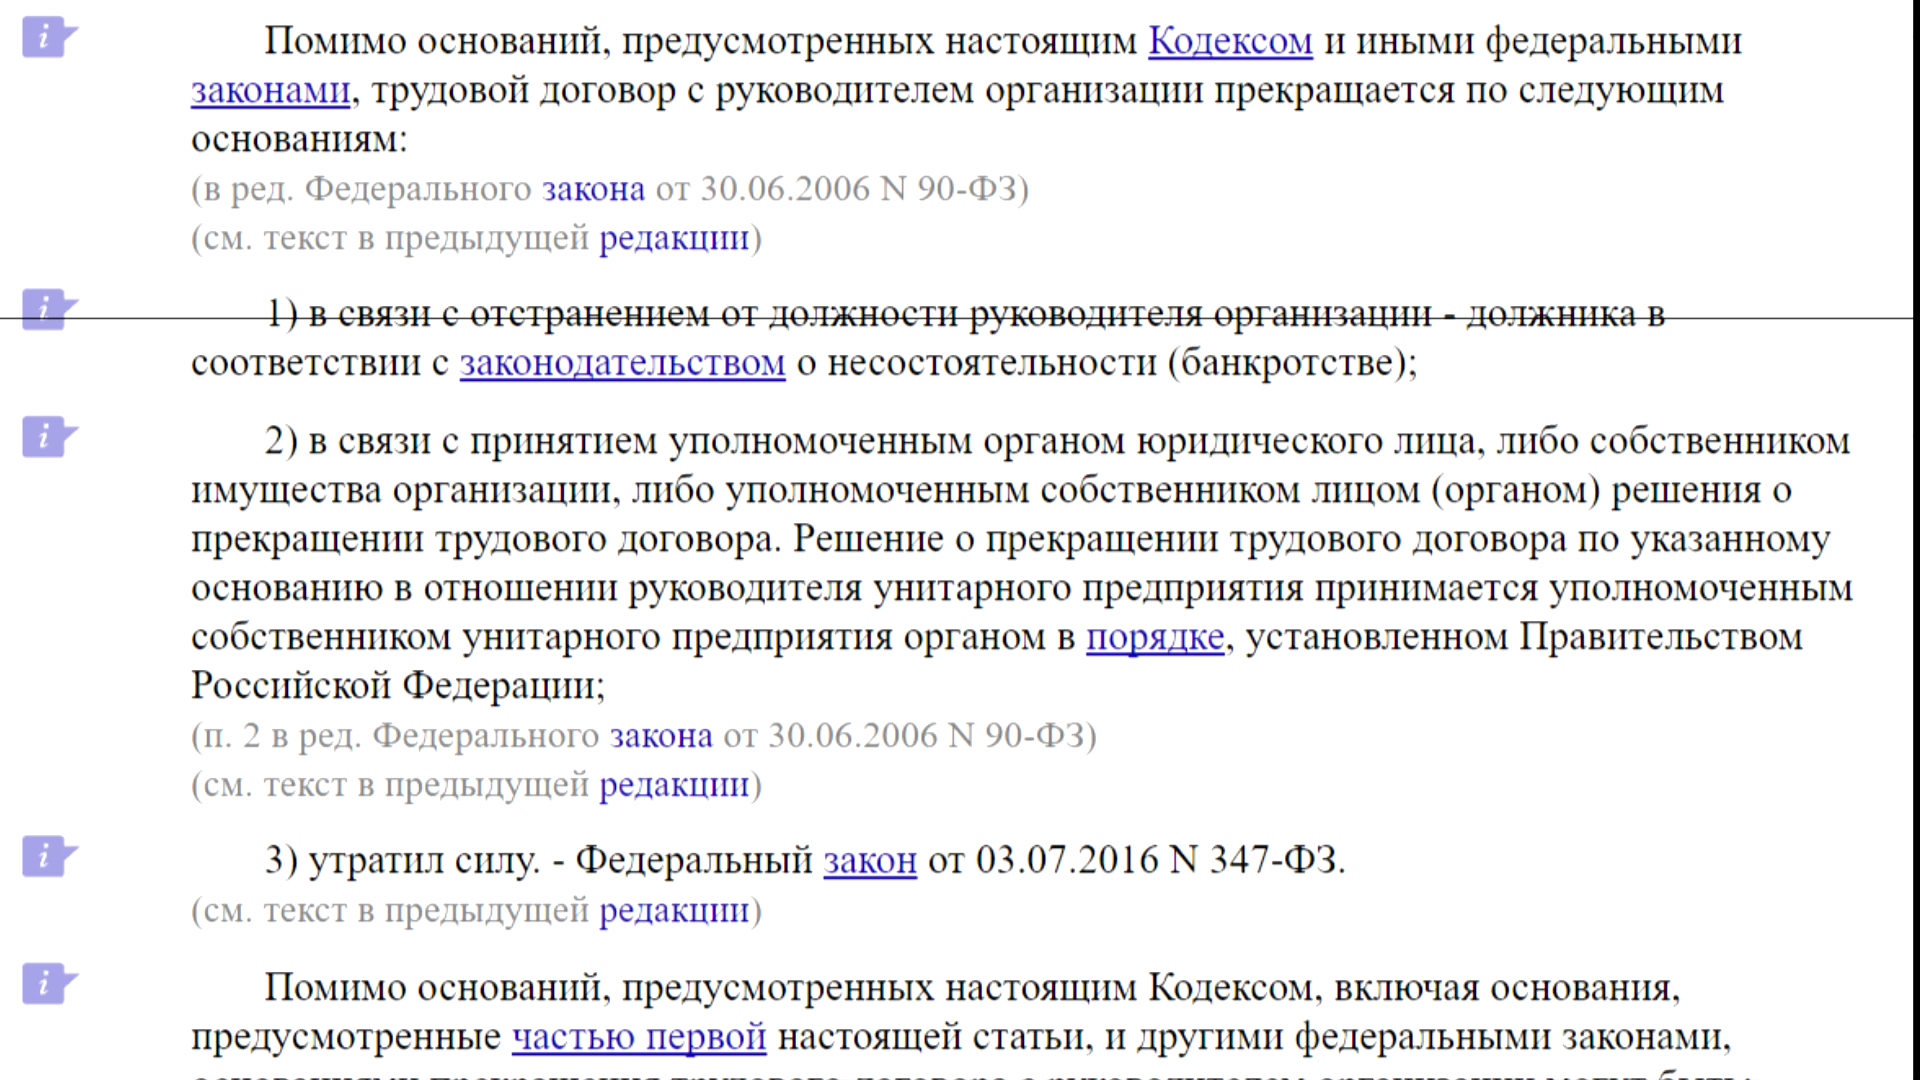 Помимо оснований, предусмотренных настоящим Кодексом и иными федеральными
законами, трудовой договор с руководителем организации прекращается по следующим
основаниям:
(в ред. Федерального закона от 30.06.2006 N 90-ФЗ)
(см. текст в предыдущей редакции)
1) в связи с отстранением от должности руководителя организации - должника в
соответствии с законодательством о несостоятельности (банкротстве);
2) в связи с принятием уполномоченным органом юридического лица, либо собственником
имущества организации, либо уполномоченным собственником лицом (органом) решения о
прекращении трудового договора. Решение о прекращении трудового договора по указанному
основанию в отношении руководителя унитарного предприятия принимается уполномоченным
собственником унитарного предприятия органом в порядке, установленном Правительством
Российской Федерации;
(п. 2 в ред. Федерального закона от 30.06.2006 N 90-ФЗ)
(см. текст в предыдущей редакции)
3) утратил силу. - Федеральный закон от 03.07.2016 N 347-ФЗ.
(см. текст в предыдущей редакции)
Помимо оснований, предусмотренных настоящим Кодексом, включая основания,
предусмотренные частью первой настоящей статьи, и другими федеральными законами,